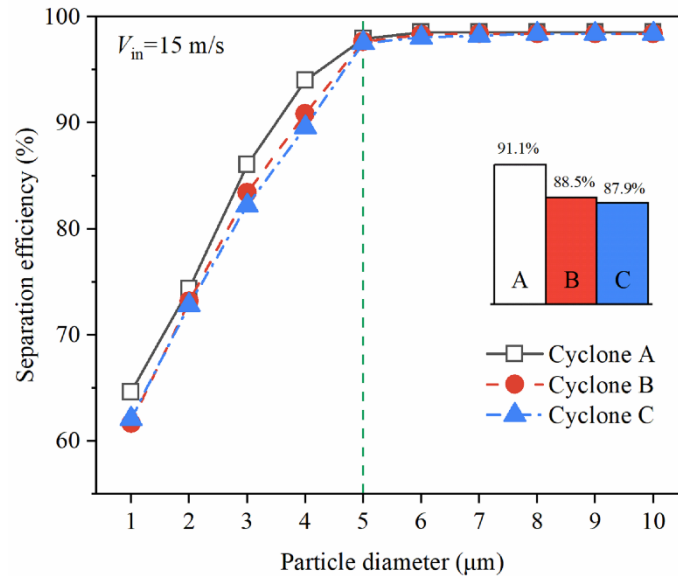 100
90
80
70
60
Separation efficiency (%)
V_in=15 m/s
91.1%
88.5%
87.9%
A
B
C
Cyclone A
Cyclone B
Cyclone C
1 2 3 4 5 6 7 8 9 10
Particle diameter (μm)